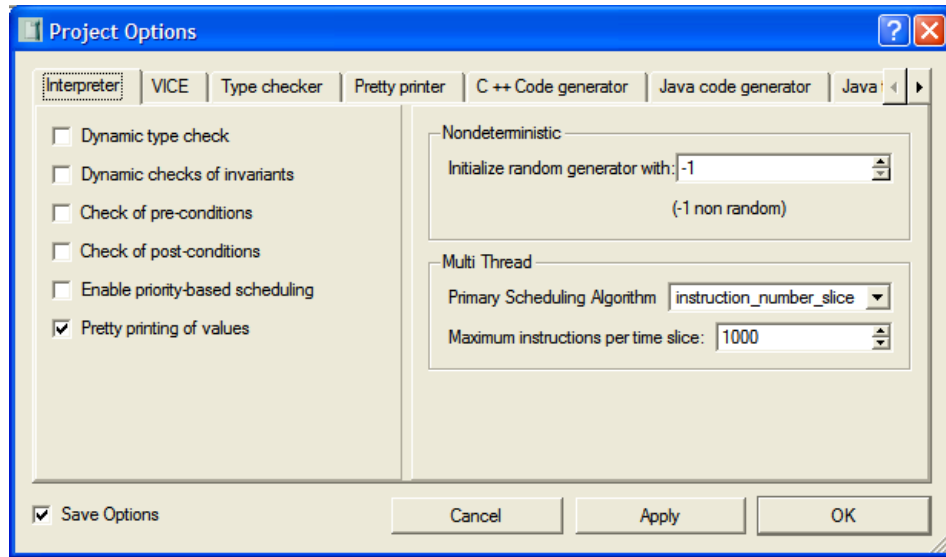 Project Options
Interpreter VICE Type checker Pretty printer C ++ Code generator Java code generator Java
Dynamic type check
Dynamic checks of invariants
Check of pre-conditions
Check of post-conditions
Enable priority-based scheduling
Pretty printing of values
Nondeterministic
Initialize random generator with: -1
(-1 non random)
Multi Thread
Primary Scheduling Algorithm instruction_number_slice
Maximum instructions per time slice: 1000
Save Options Cancel Apply OK